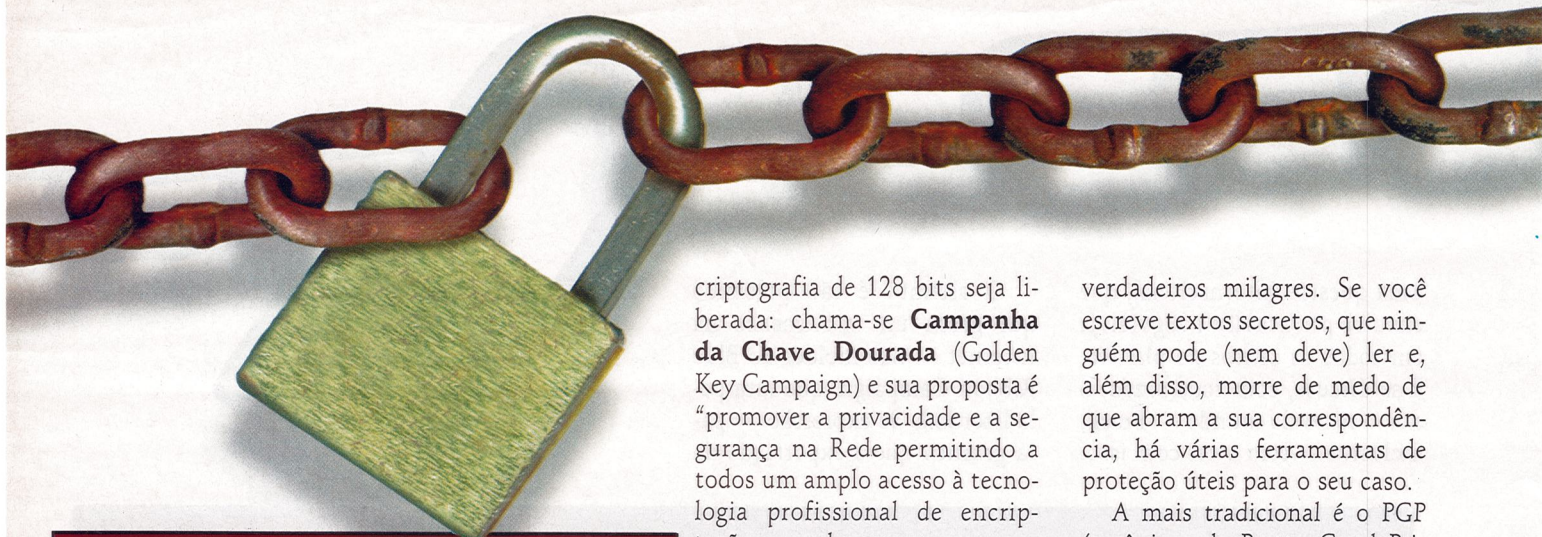 criptografia de 128 bits seja li-
berada: chama-se Campanha
da Chave Dourada (Golden
Key Campaign) e sua proposta é
“promover a privacidade e a se-
gurança na Rede permitindo a
todos um amplo acesso à tecno-
logia profissional de encrip-
verdadeiros milagres. Se você
escreve textos secretos, que nin-
guém pode (nem deve) ler e,
além disso, morre de medo de
que abram a sua correspondên-
cia, há várias ferramentas de
proteção úteis para o seu caso.
A mais tradicional é o PGP